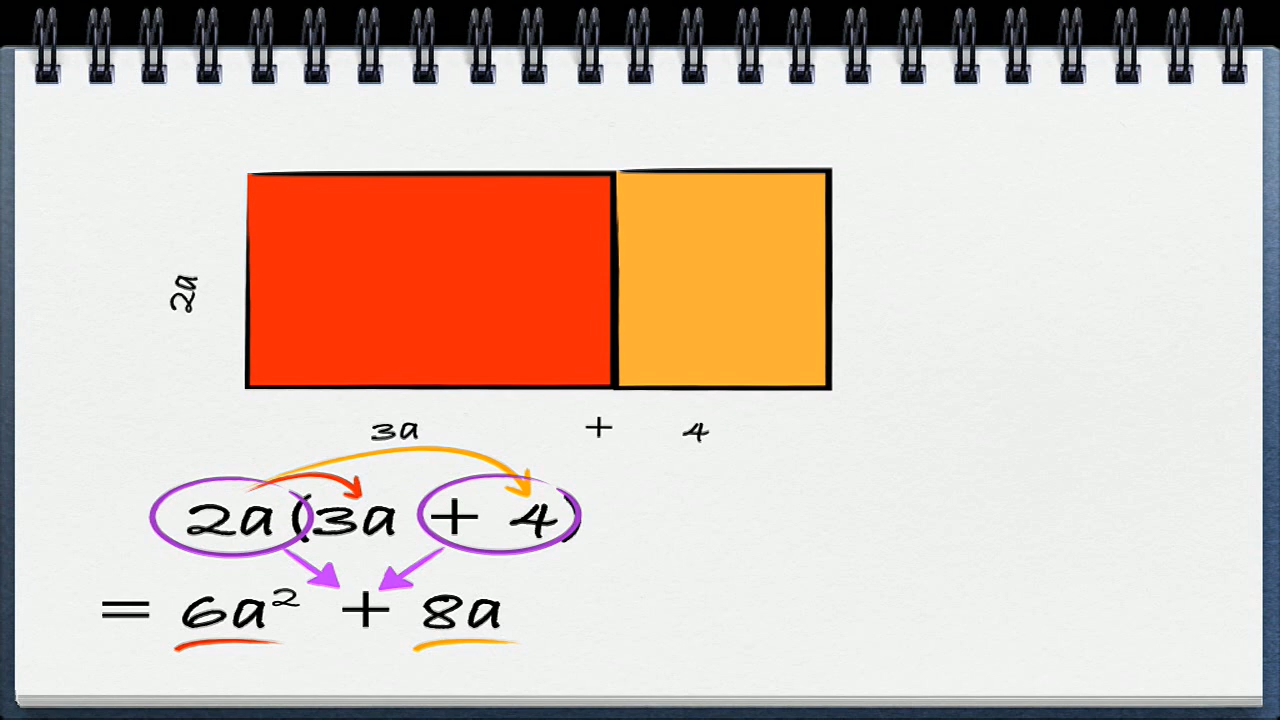 2a
3a + 4
2a(3a + 4)
= 6a² + 8a